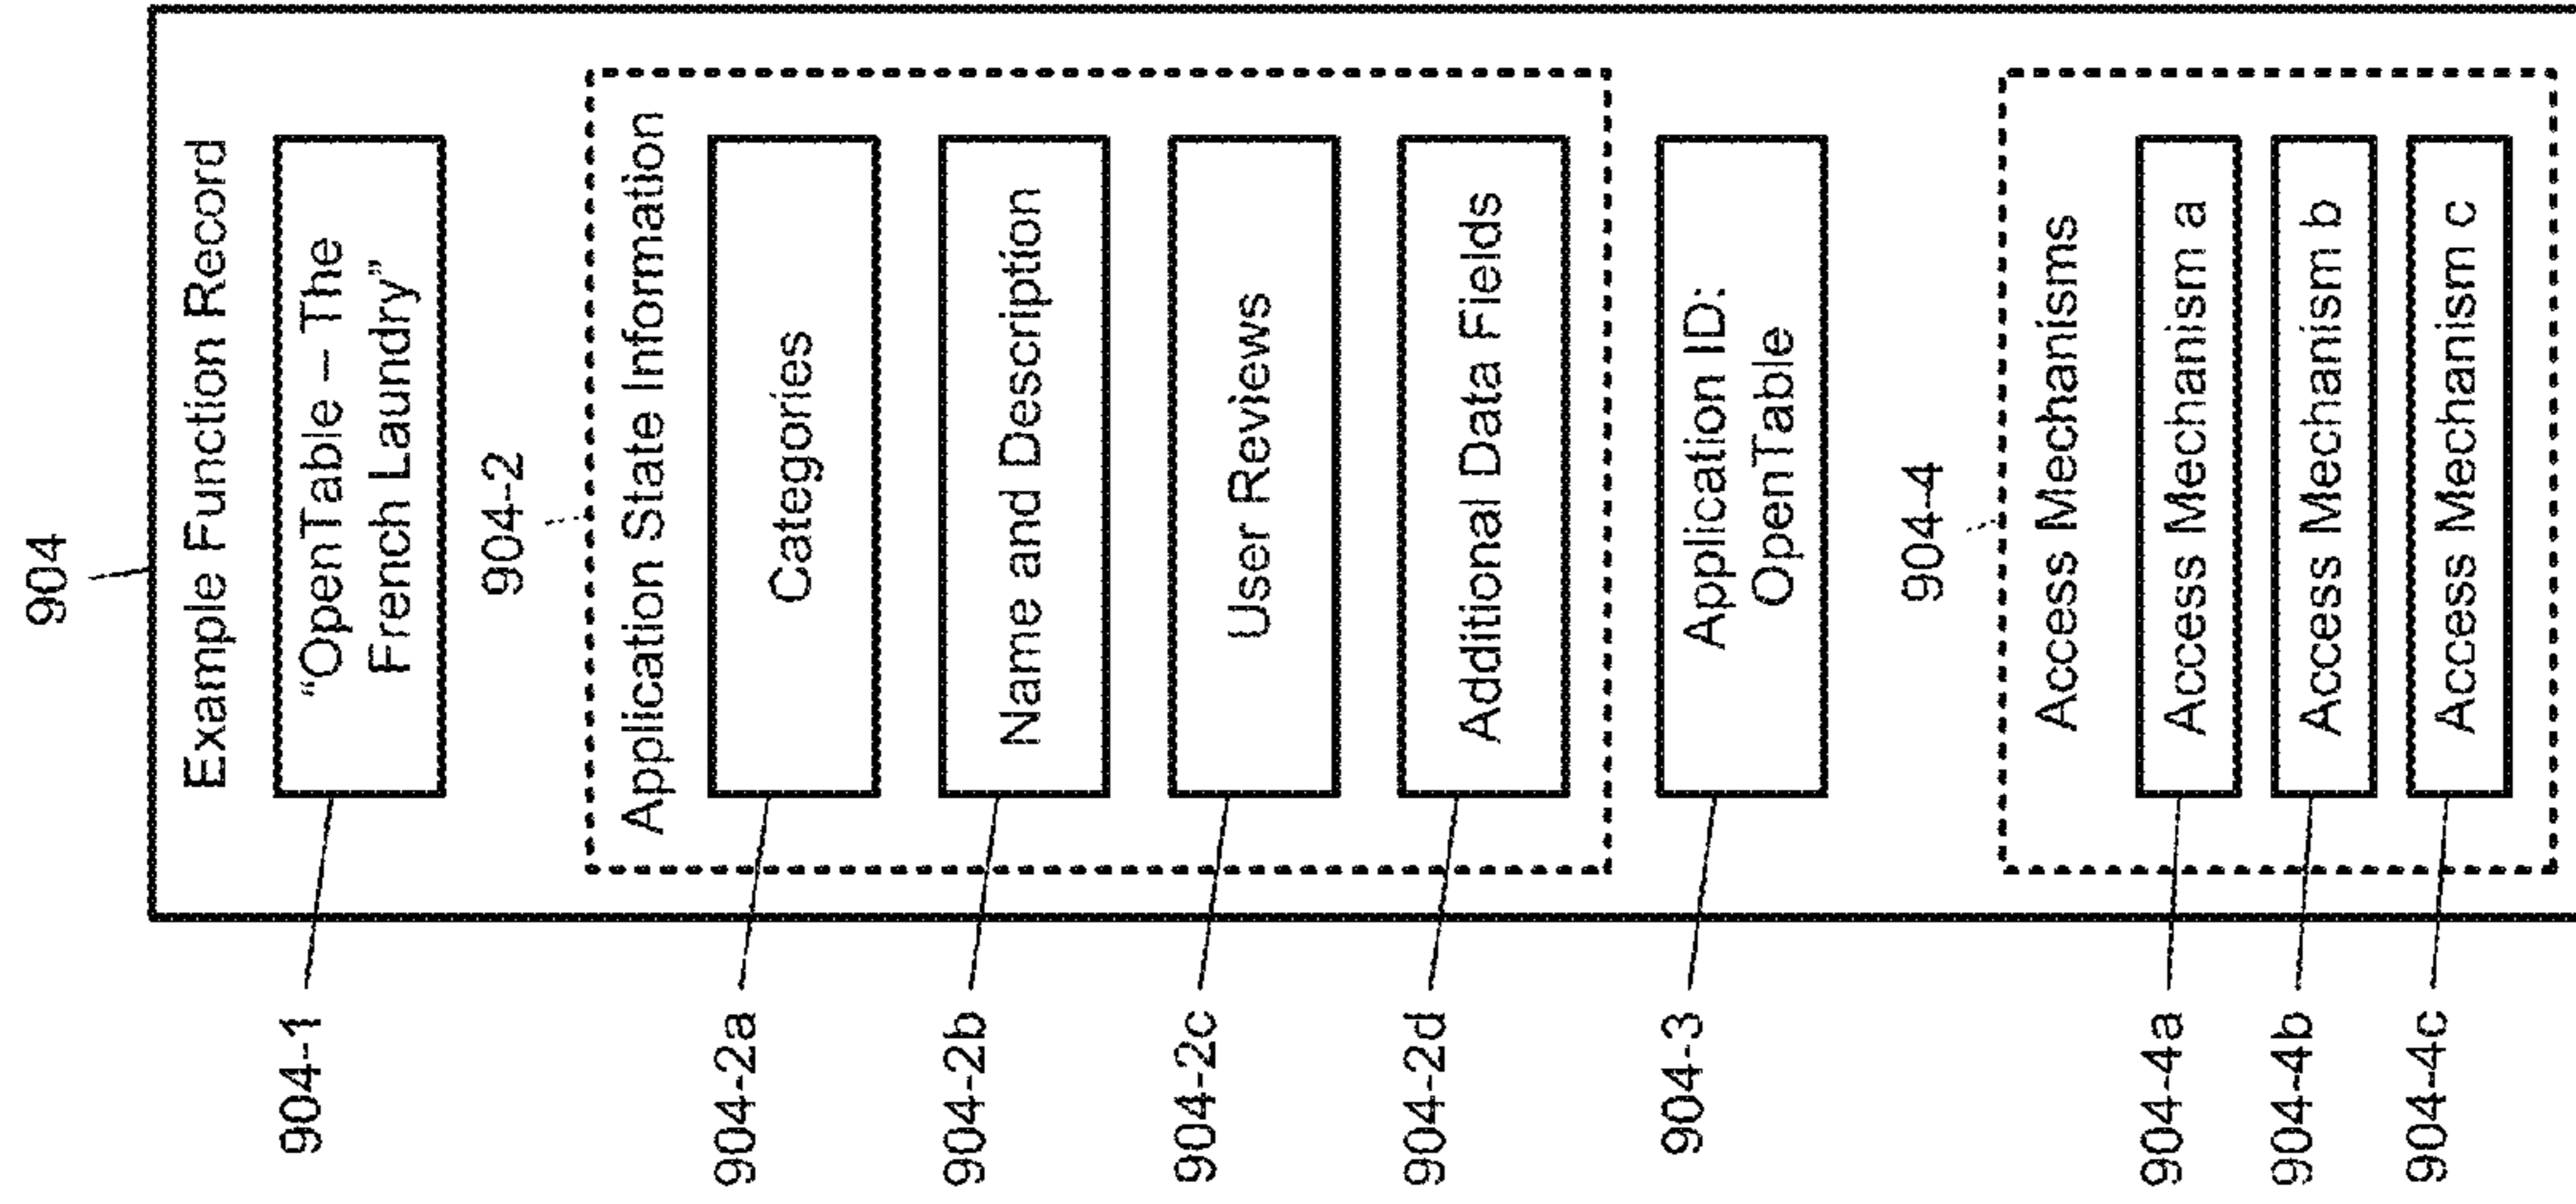 904
Example Function Record
904-1
“OpenTable – The
French Laundry”
904-2
Application State Information
904-2a
Categories
904-2b
Name and Description
904-2c
User Reviews
904-2d
Additional Data Fields
904-3
Application ID:
OpenTable
904-4
Access Mechanisms
904-4a
Access Mechanism a
904-4b
Access Mechanism b
904-4c
Access Mechanism c